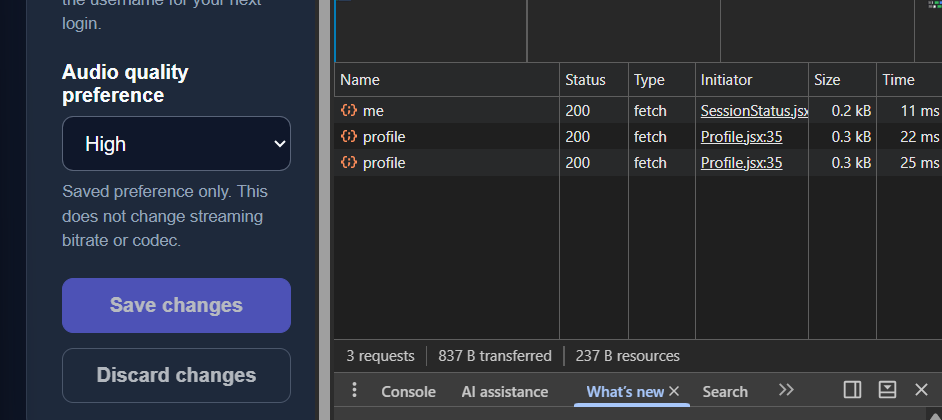 the username for your next
login.
Audio quality
preference
High
Saved preference only. This
does not change streaming
bitrate or codec.
Save changes
Discard changes
Name Status Type Initiator Size Time
me 200 fetch SessionStatus.jsx 0.2 kB 11 ms
profile 200 fetch Profile.jsx:35 0.3 kB 22 ms
profile 200 fetch Profile.jsx:35 0.3 kB 25 ms
3 requests 837 B transferred 237 B resources
Console AI assistance What's new Search